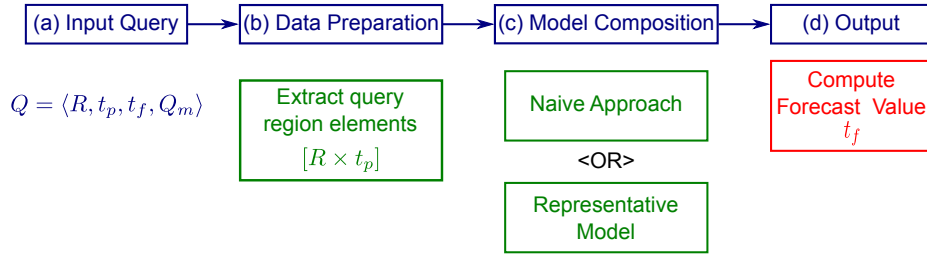 (a) Input Query
(b) Data Preparation
(c) Model Composition
(d) Output
Q = ⟨R, t_p, t_f, Q_m⟩
Extract query
region elements
[R × t_p]
Naive Approach
<OR>
Representative
Model
Compute
Forecast Value
t_f